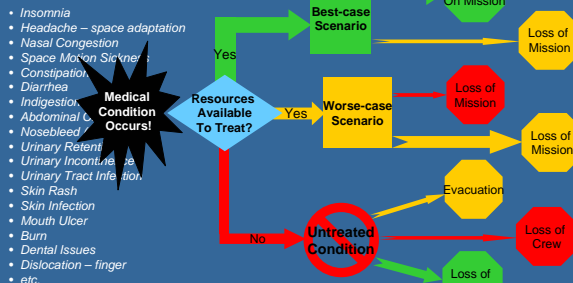 • Insomnia
• Headache – space adaptation
• Nasal Congestion
• Space Motion Sickness
• Constipation
• Diarrhea
• Indigestion
• Abdominal
• Nosebleed
• Urinary Retenti
• Urinary Incontinence
• Urinary Tract Infection
• Skin Rash
• Skin Infection
• Mouth Ulcer
• Burn
• Dental Issues
• Dislocation – finger
• etc
Medical
Condition
Occurs!
Resources
Available
To Treat?
Yes
Yes
No
Best-case
Scenario
On Mission
Loss of
Mission
Worse-case
Scenario
Loss of
Mission
Loss of
Mission
Untreated
Condition
Evacuation
Loss of
Crew
Loss of